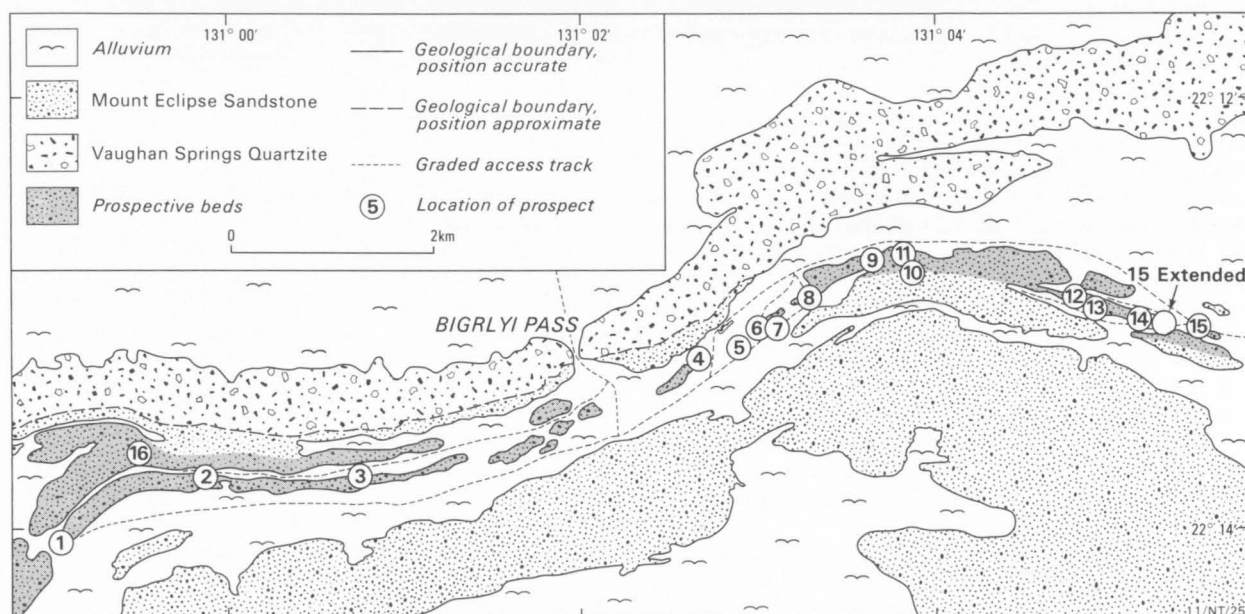 131° 00'
131° 02'
131° 04'
Alluvium
Mount Eclipse Sandstone
Vaughan Springs Quartzite
Prospective beds
Geological boundary,
position accurate
Geological boundary,
position approximate
Graded access track
5 Location of prospect
0 2km
22° 12'
BIGRLYI PASS
9
11
10
8
15 Extended
12
13
14
15
6
7
5
4
16
2
3
1
22° 14'